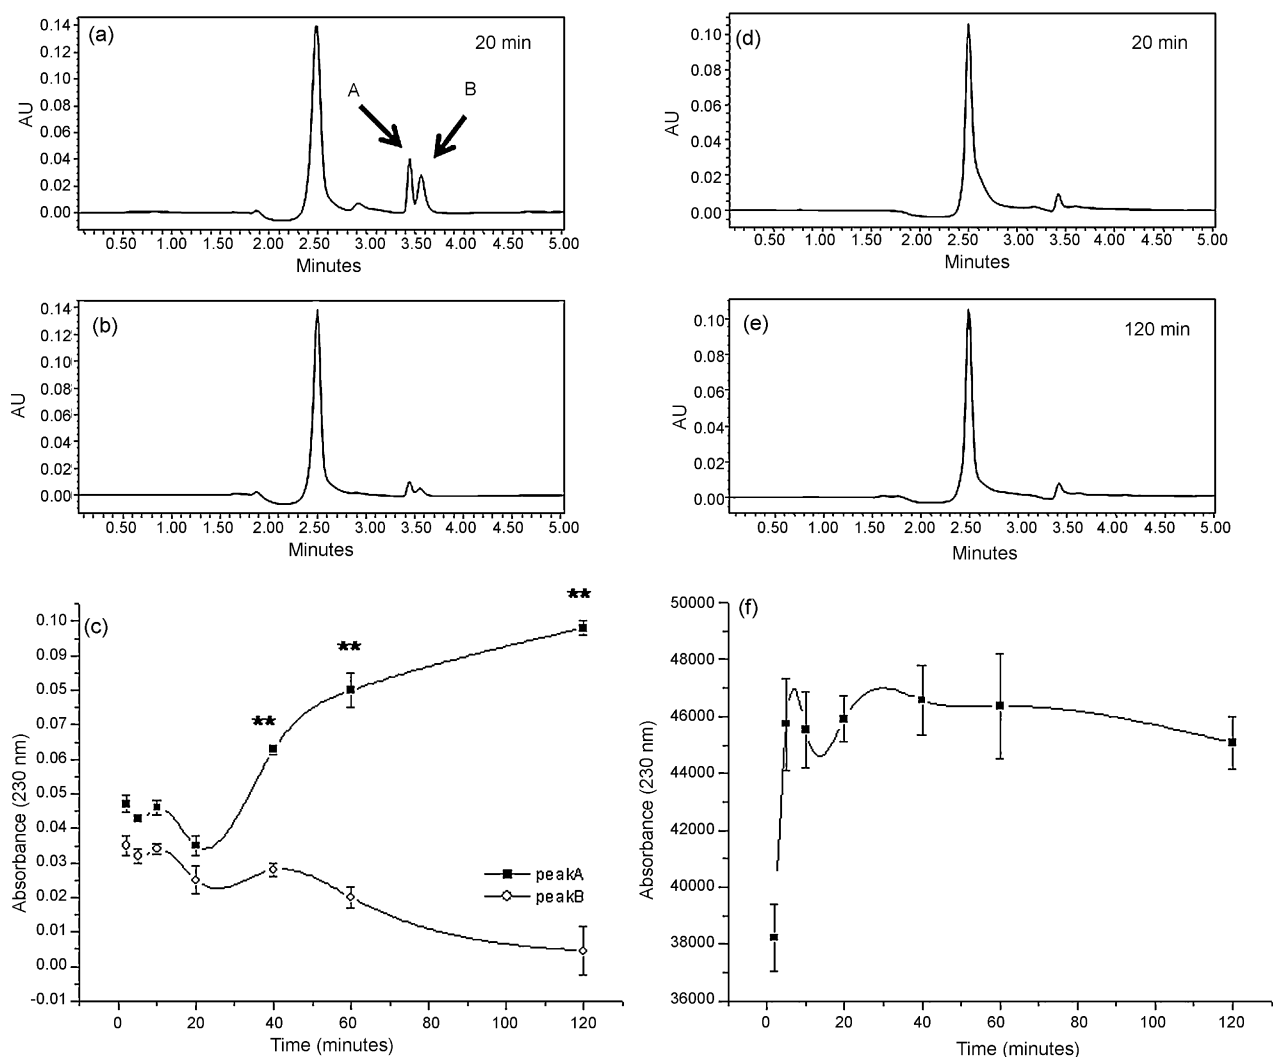 (a)
20 min
A
B
AU
0.14
0.12
0.10
0.08
0.06
0.04
0.02
0.00
0.50 1.00 1.50 2.00 2.50 3.00 3.50 4.00 4.50 5.00
Minutes
(d)
20 min
AU
0.10
0.08
0.06
0.04
0.02
0.00
0.50 1.00 1.50 2.00 2.50 3.00 3.50 4.00 4.50 5.00
Minutes
(b)
AU
0.14
0.12
0.10
0.08
0.06
0.04
0.02
0.00
0.50 1.00 1.50 2.00 2.50 3.00 3.50 4.00 4.50 5.00
Minutes
(e)
120 min
AU
0.10
0.08
0.06
0.04
0.02
0.00
0.50 1.00 1.50 2.00 2.50 3.00 3.50 4.00 4.50 5.00
Minutes
(c)
**
**
**
Absorbance (230 nm)
0.10
0.09
0.05
0.07
0.06
0.05
0.04
0.03
0.02
0.01
0.00
-0.01
peakA
peakB
0 20 40 60 80 100 120
Time (minutes)
(f)
Absorbance (230 nm)
50000
48000
46000
44000
42000
40000
38000
36000
0 20 40 60 80 100 120
Time (minutes)